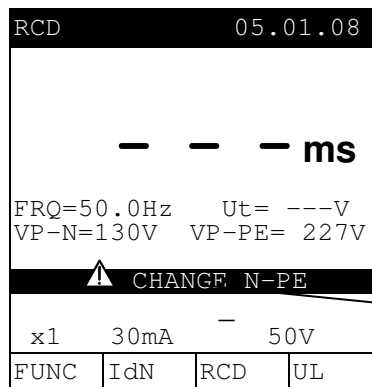 RCD 05.01.08
– – – ms
FRQ=50.0Hz Ut= ---V
VP-N=130V VP-PE= 227V
CHANGE N-PE
x1 30mA 50V
FUNC IdN RCD UL